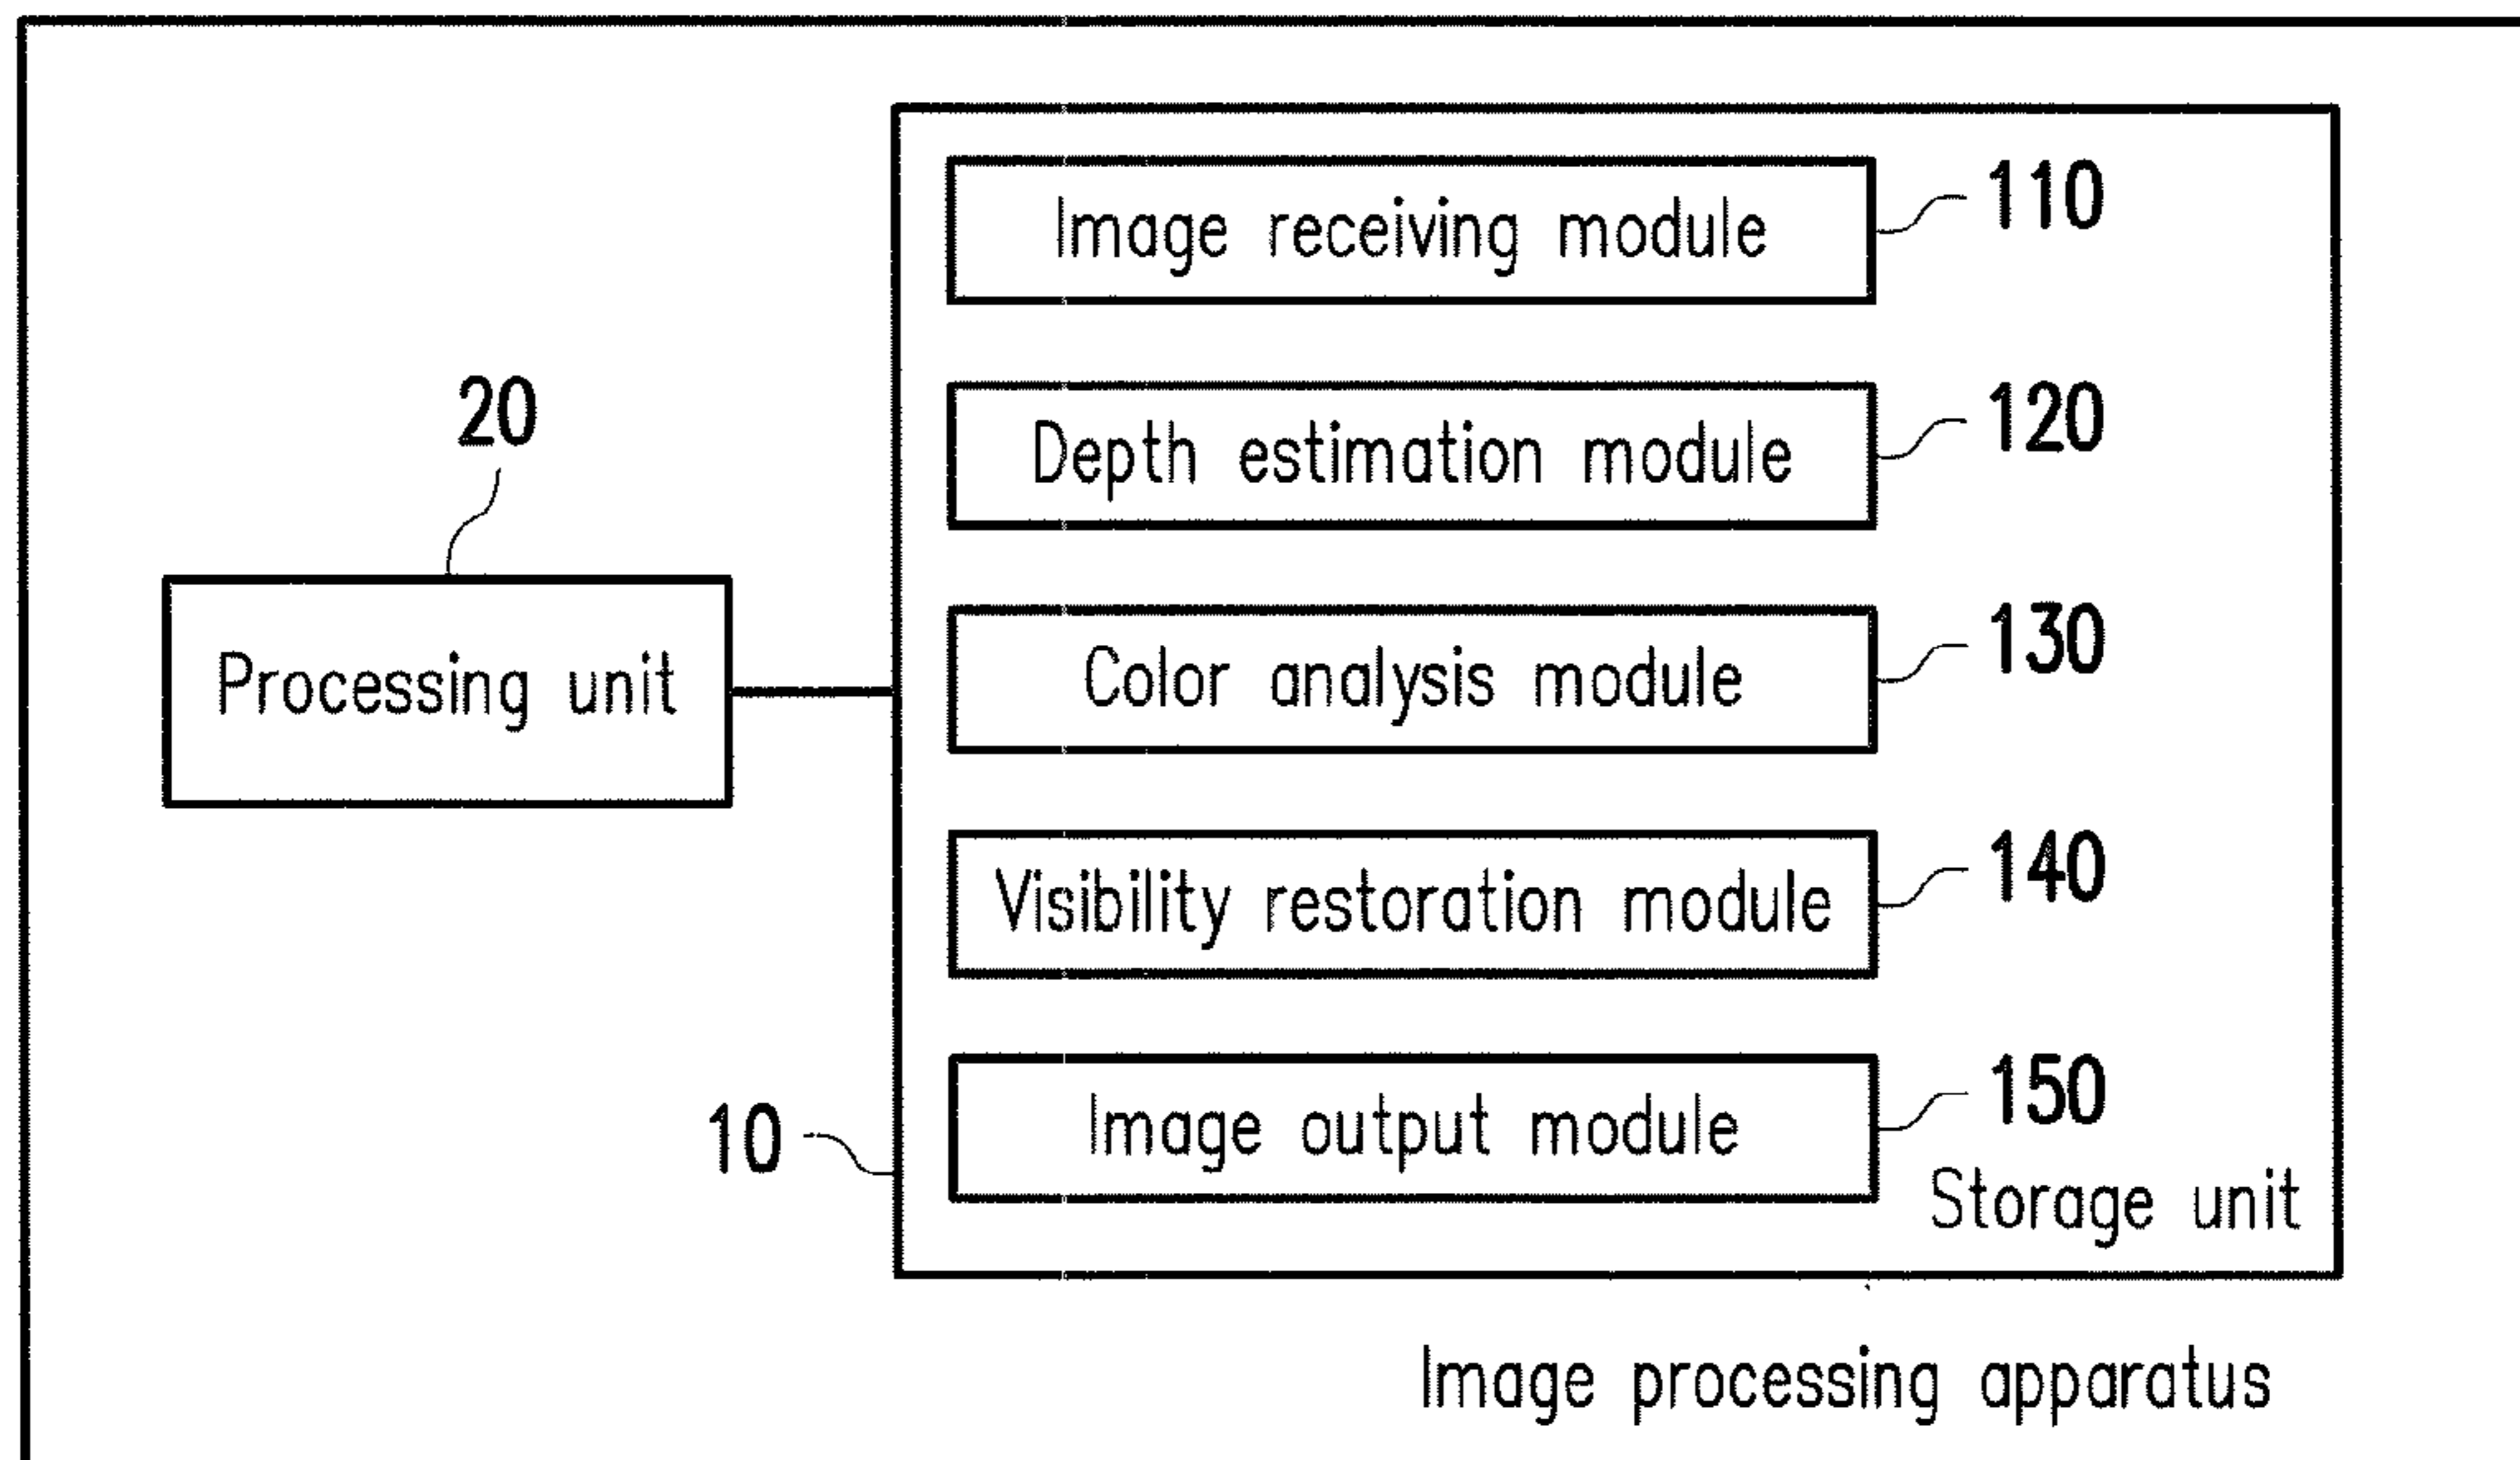 Image receiving module 110
Depth estimation module 120
20
Color analysis module 130
Processing unit
Visibility restoration module 140
Image output module 150
10
Storage unit
Image processing apparatus